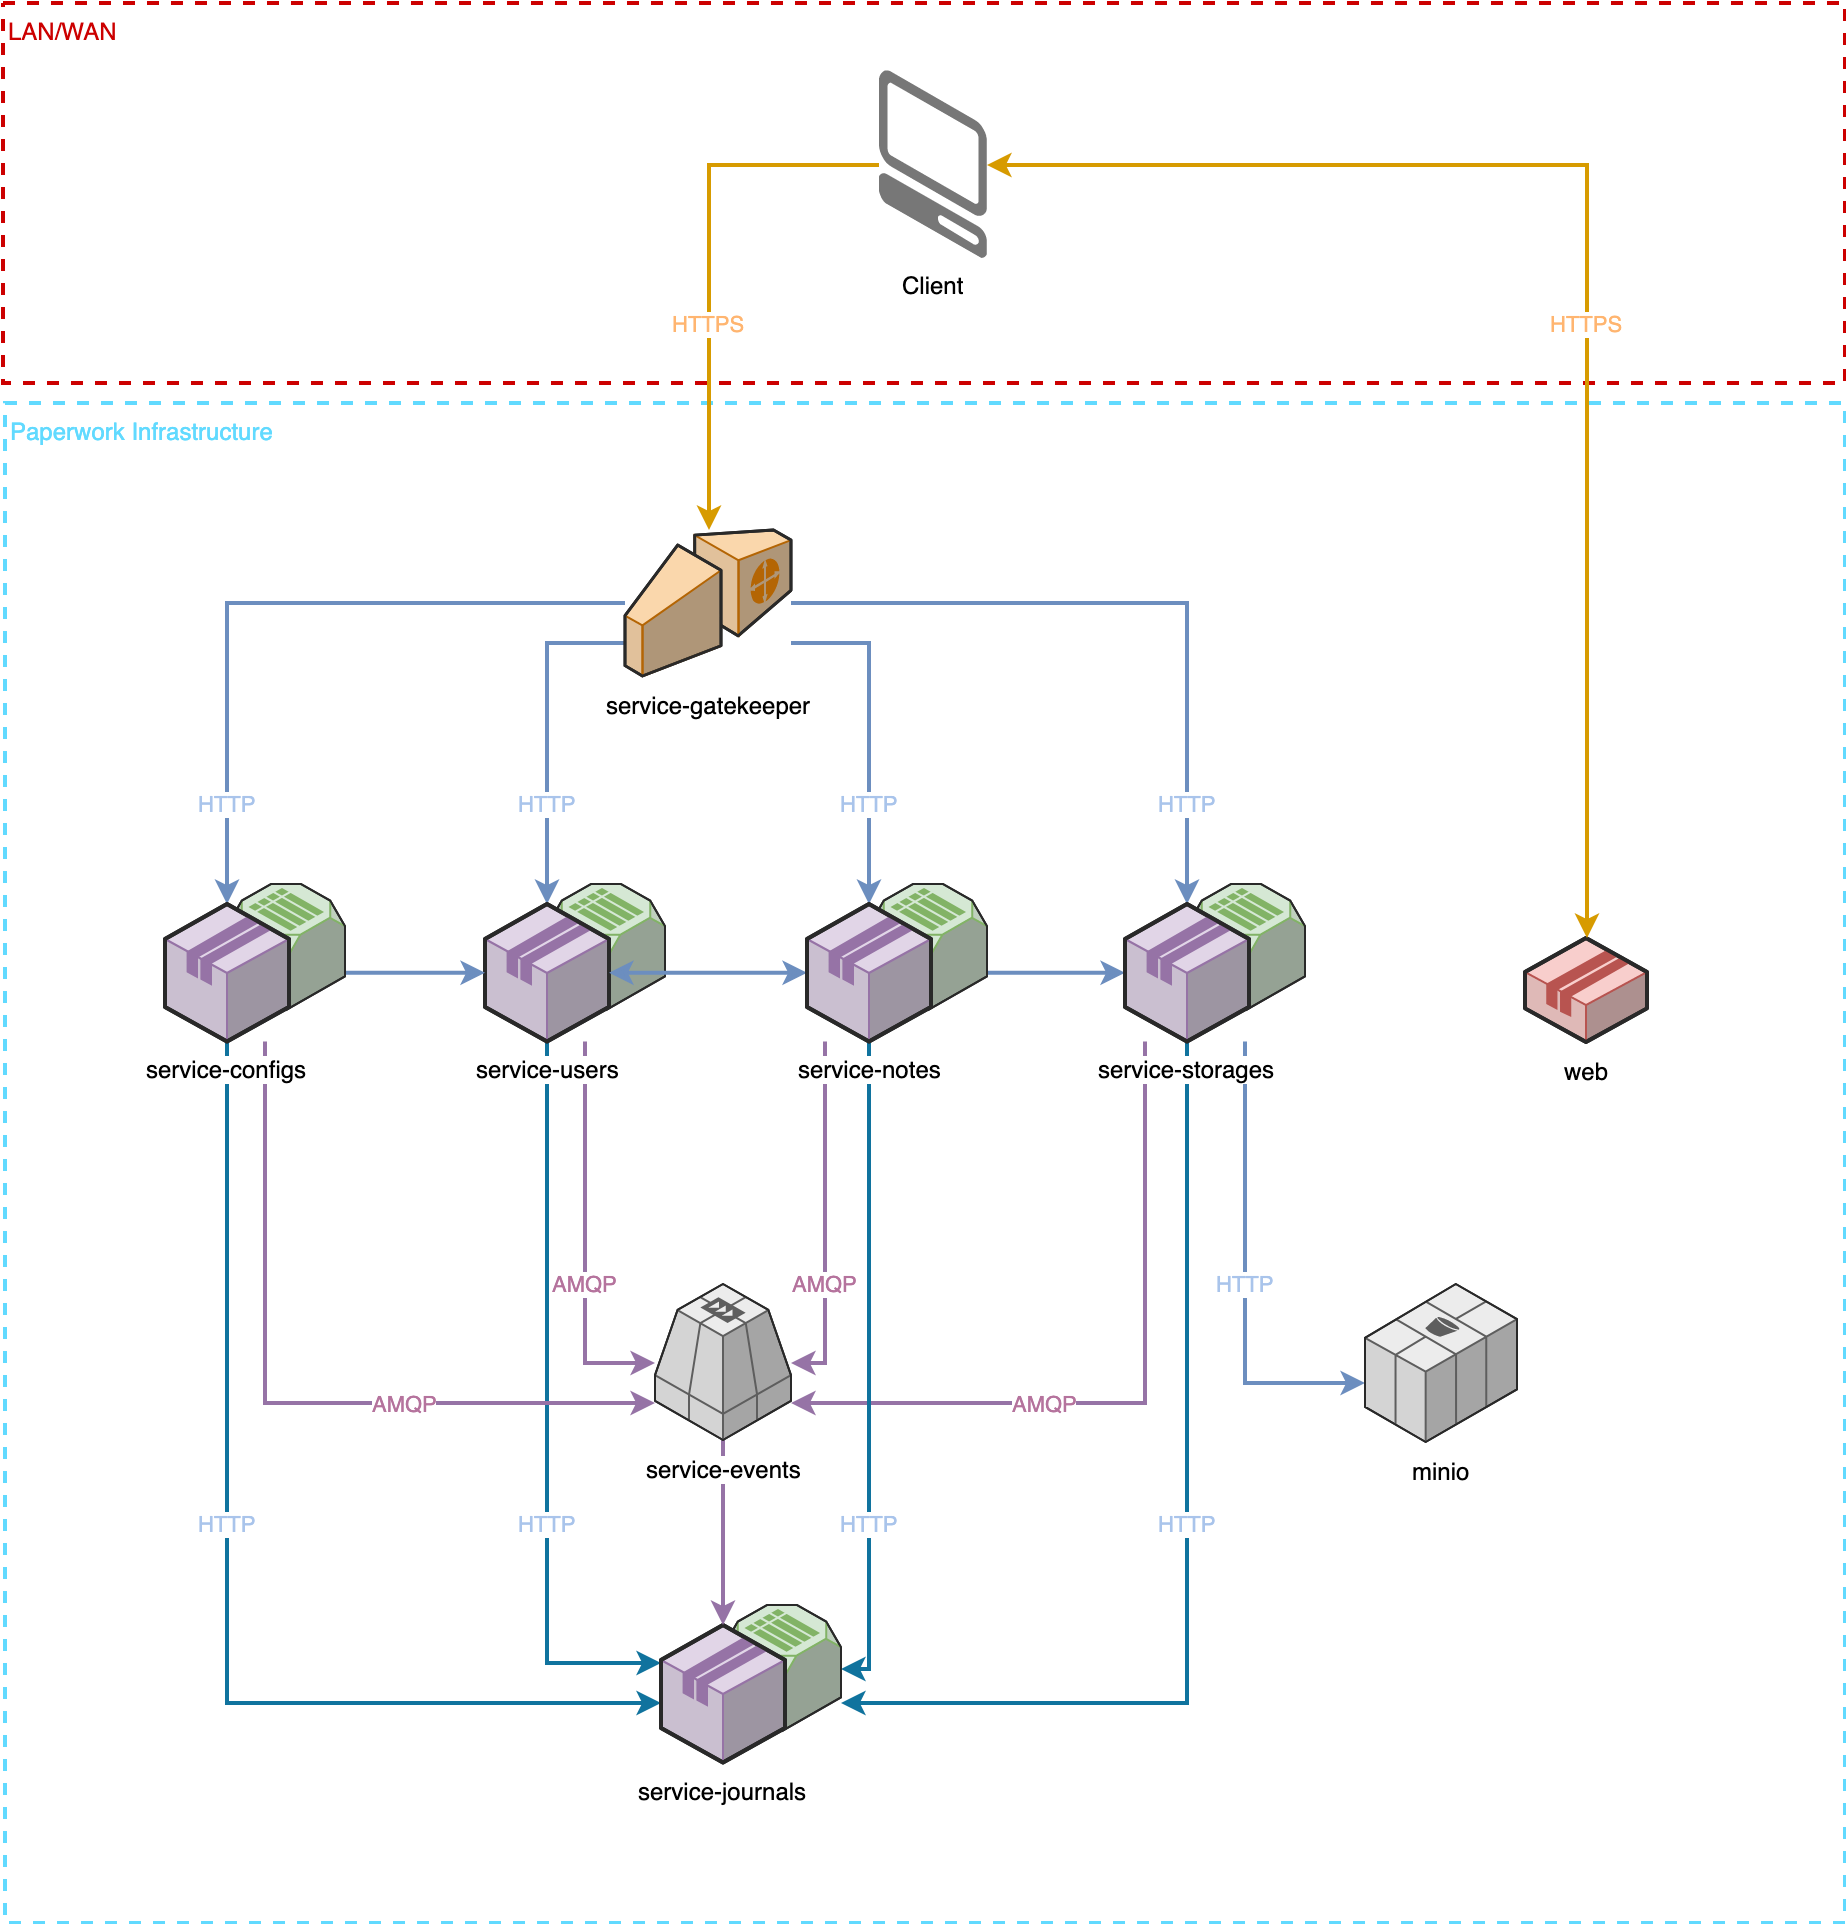 LAN/WAN
Client
HTTPS
HTTPS
Paperwork Infrastructure
service-gatekeeper
HTTP
HTTP
HTTP
HTTP
service-configs
service-users
service-notes
service-storages
web
AMQP
AMQP
HTTP
AMQP
AMQP
service-events
minio
HTTP
HTTP
HTTP
HTTP
service-journals